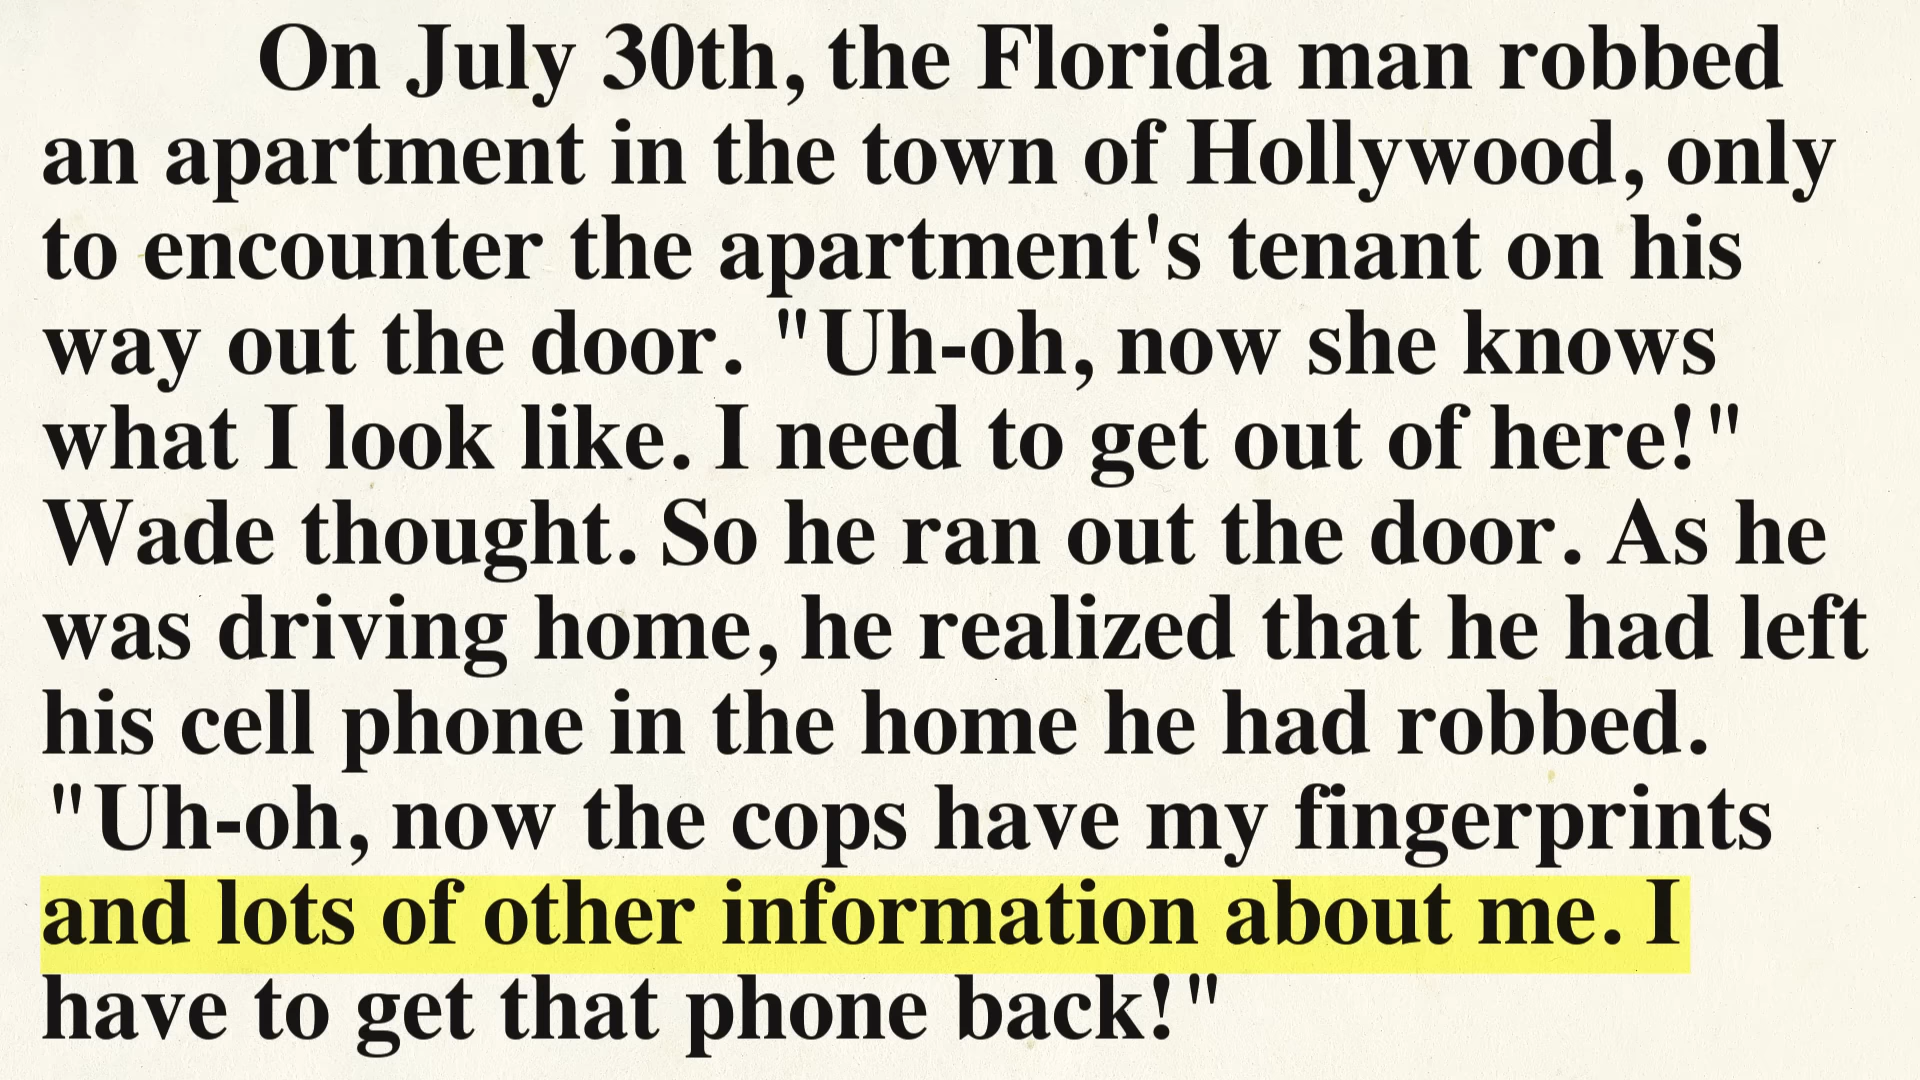 On July 30th, the Florida man robbed
an apartment in the town of Hollywood, only
to encounter the apartment's tenant on his
way out the door. "Uh-oh, now she knows
what I look like. I need to get out of here!"
Wade thought. So he ran out the door. As he
was driving home, he realized that he had left
his cell phone in the home he had robbed.
"Uh-oh, now the cops have my fingerprints
and lots of other information about me. I
have to get that phone back!"